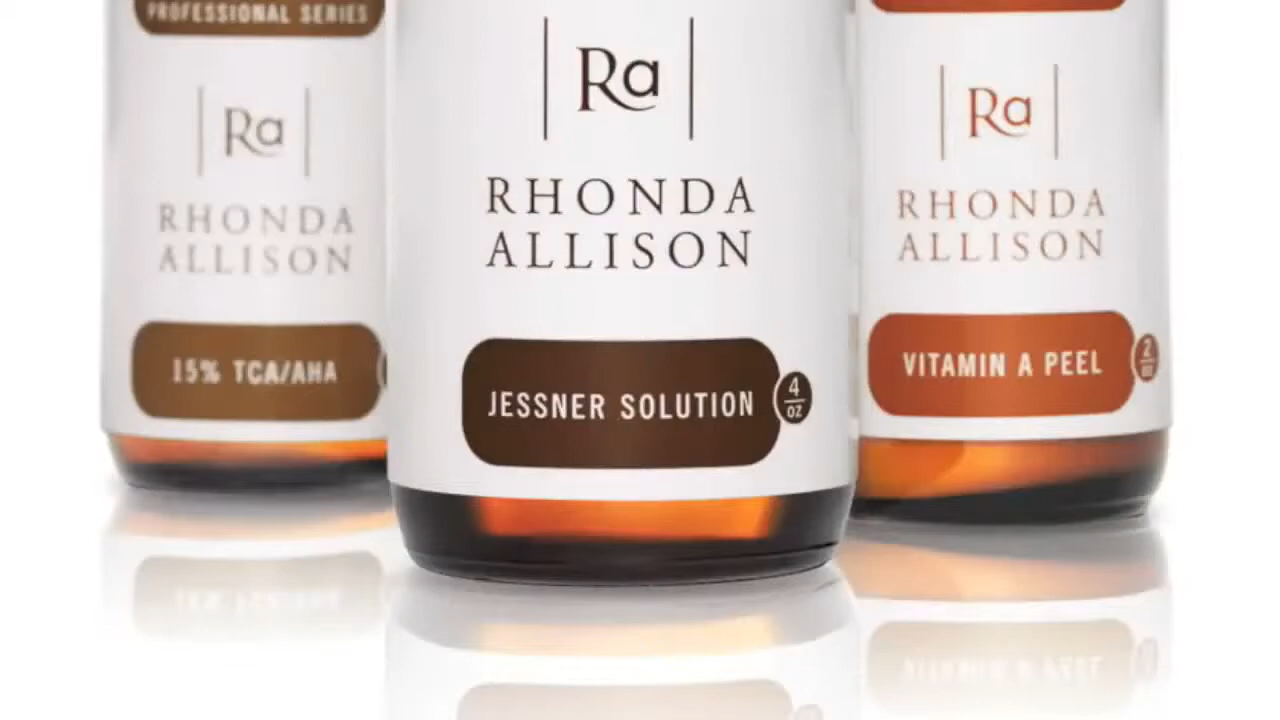 PROFESSIONAL SERIES
Ra
RHONDA
ALLISON
15% TCA/AHA
Ra
RHONDA
ALLISON
JESSNER SOLUTION
4
OZ
Ra
RHONDA
ALLISON
VITAMIN A PEEL
2
OZ